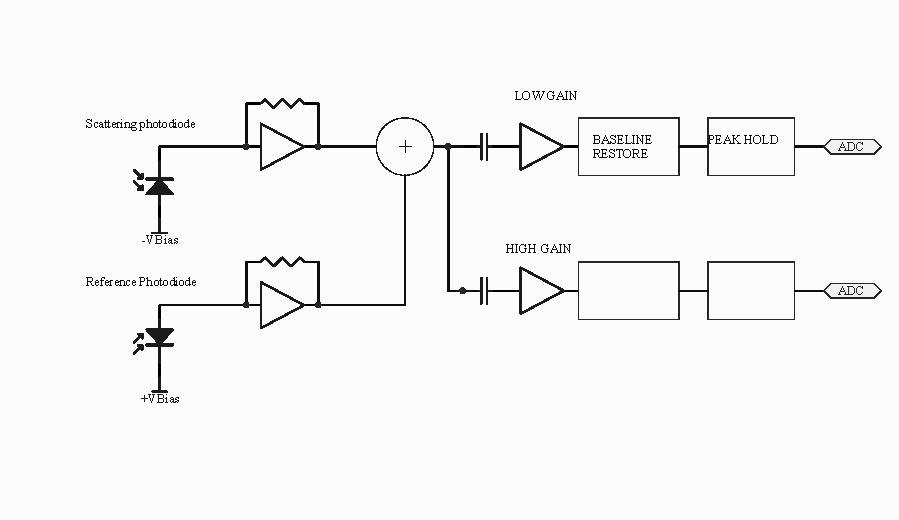 LOW GAIN
Scattering photodiode
+
BASELINE
RESTORE
PEAK HOLD
ADC
-VBias
HIGH GAIN
Reference Photodiode
ADC
+VBias